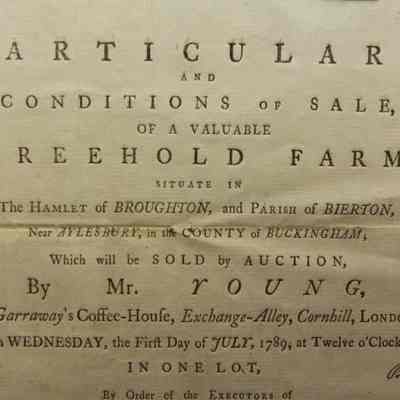 ARTICULAR
AND
CONDITIONS OF SALE,
OF A VALUABLE
REEHOLD FARM
SITUATE IN
The HAMLET of BROUGHTON, and PARISH of BIERTON,
Near AYLESBURY, in the COUNTY of BUCKINGHAM;
Which will be SOLD by AUCTION,
By Mr. YOUNG,
Garraway's Coffee-House, Exchange-Alley, Cornhill, LONDO
WEDNESDAY, the First Day of JULY, 1789, at Twelve o'Clock
IN ONE LOT,
By Order of the EXECUTORS of